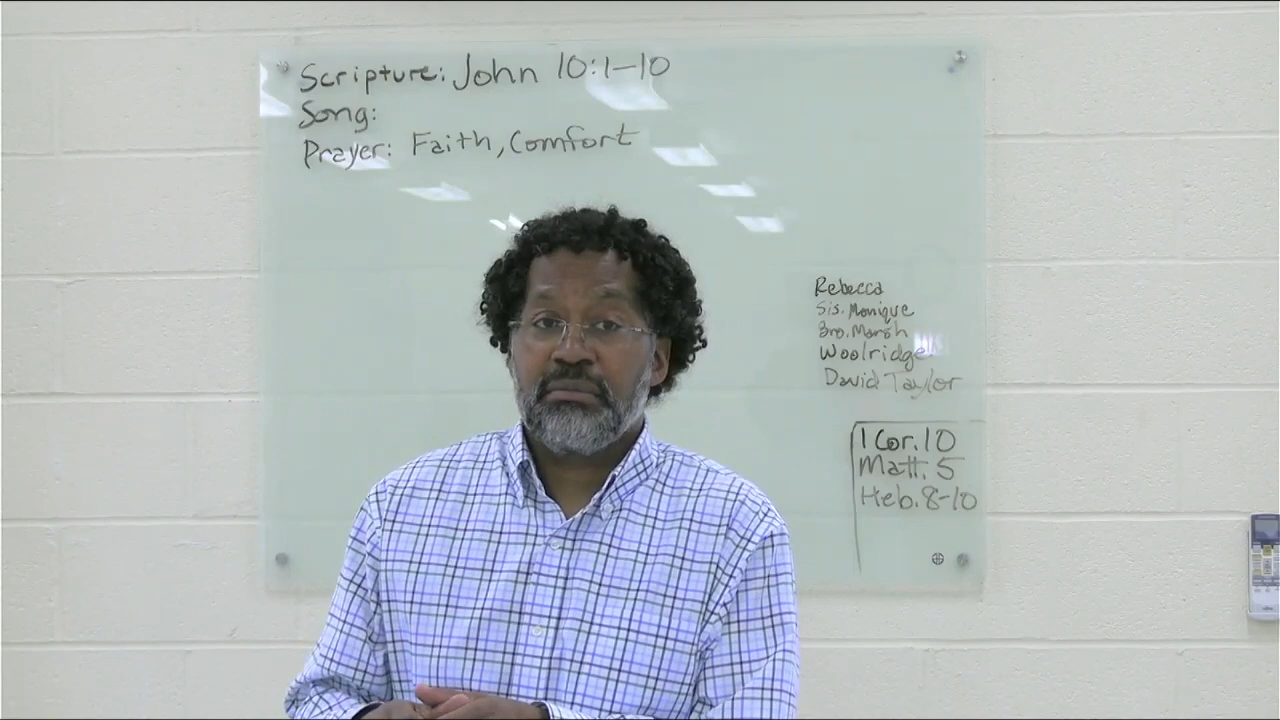 Scripture: John 10:1-10
Song:
Prayer: Faith, Comfort
Rebecca
Sis. Monique
Bro. Marsh
Woolridge
David Taylor
1 Cor. 10
Matt. 5
Heb. 8-10